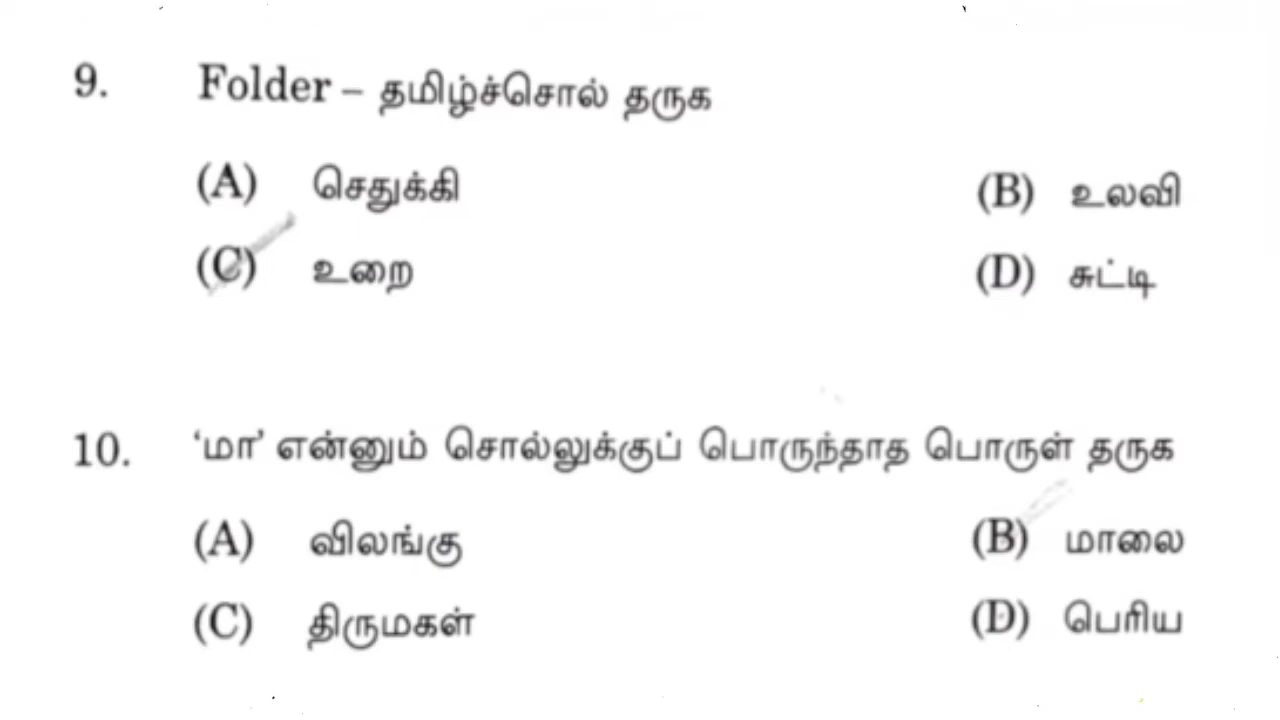 9. Folder – தமிழ்ச்சொல் தருக
(A) செதுக்கி (B) உலவி
(C) உறை (D) சுட்டி
10. ‘மா’ என்னும் சொல்லுக்குப் பொருந்தாத பொருள் தருக
(A) விலங்கு (B) மாலை
(C) திருமகள் (D) பெரிய